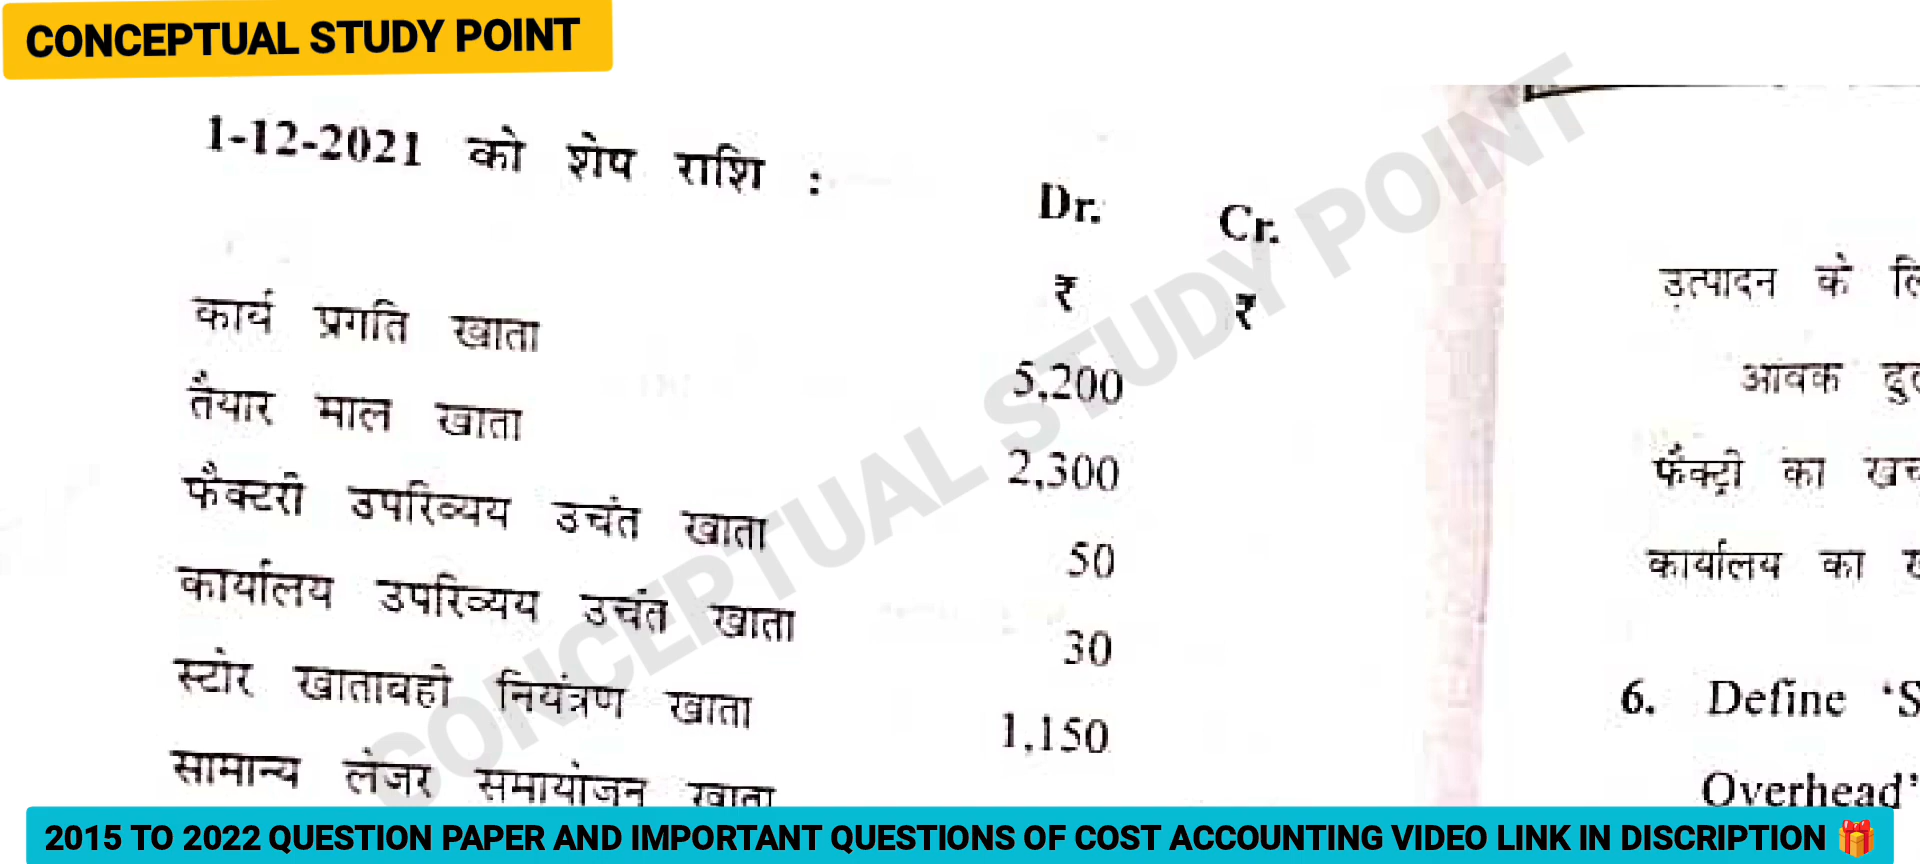 CONCEPTUAL STUDY POINT
1-12-2021 को शेष राशि :
Dr. Cr.
₹ ₹
कार्य प्रगति खाता 5,200
तैयार माल खाता 2,300
फैक्टरी उपरिव्यय उचंत खाता 50
कार्यालय उपरिव्यय उचंत खाता 30
स्टोर खाताबही नियंत्रण खाता 1,150
सामान्य लेजर समायोजन खाता
उत्पादन के
आवक
फैक्ट्री का
कार्यालय का
6. Define
Overhead'
CONCEPTUAL STUDY POINT
2015 TO 2022 QUESTION PAPER AND IMPORTANT QUESTIONS OF COST ACCOUNTING VIDEO LINK IN DISCRIPTION 🎁